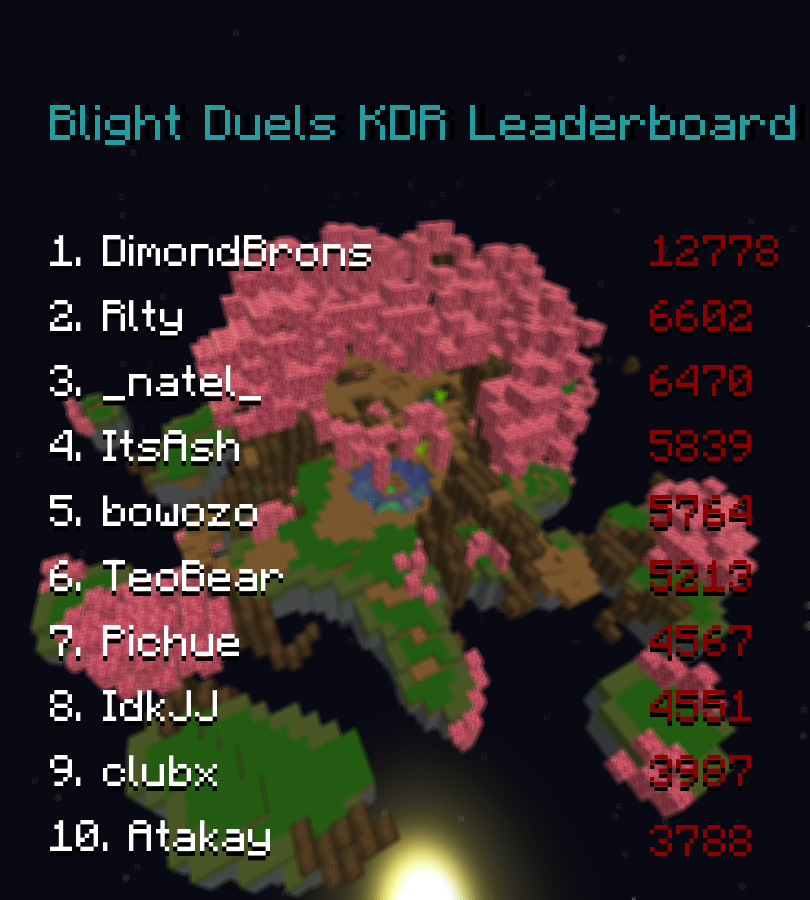 Blight Duels KDR Leaderboard
1. DimondBrons 12778
2. Rlty 6602
3. _natel_ 6470
4. ItsAsh 5839
5. bowozo 5764
6. TeoBear 5213
7. Pichue 4567
8. IdkJJ 4551
9. clubx 3987
10. Atakay 3788